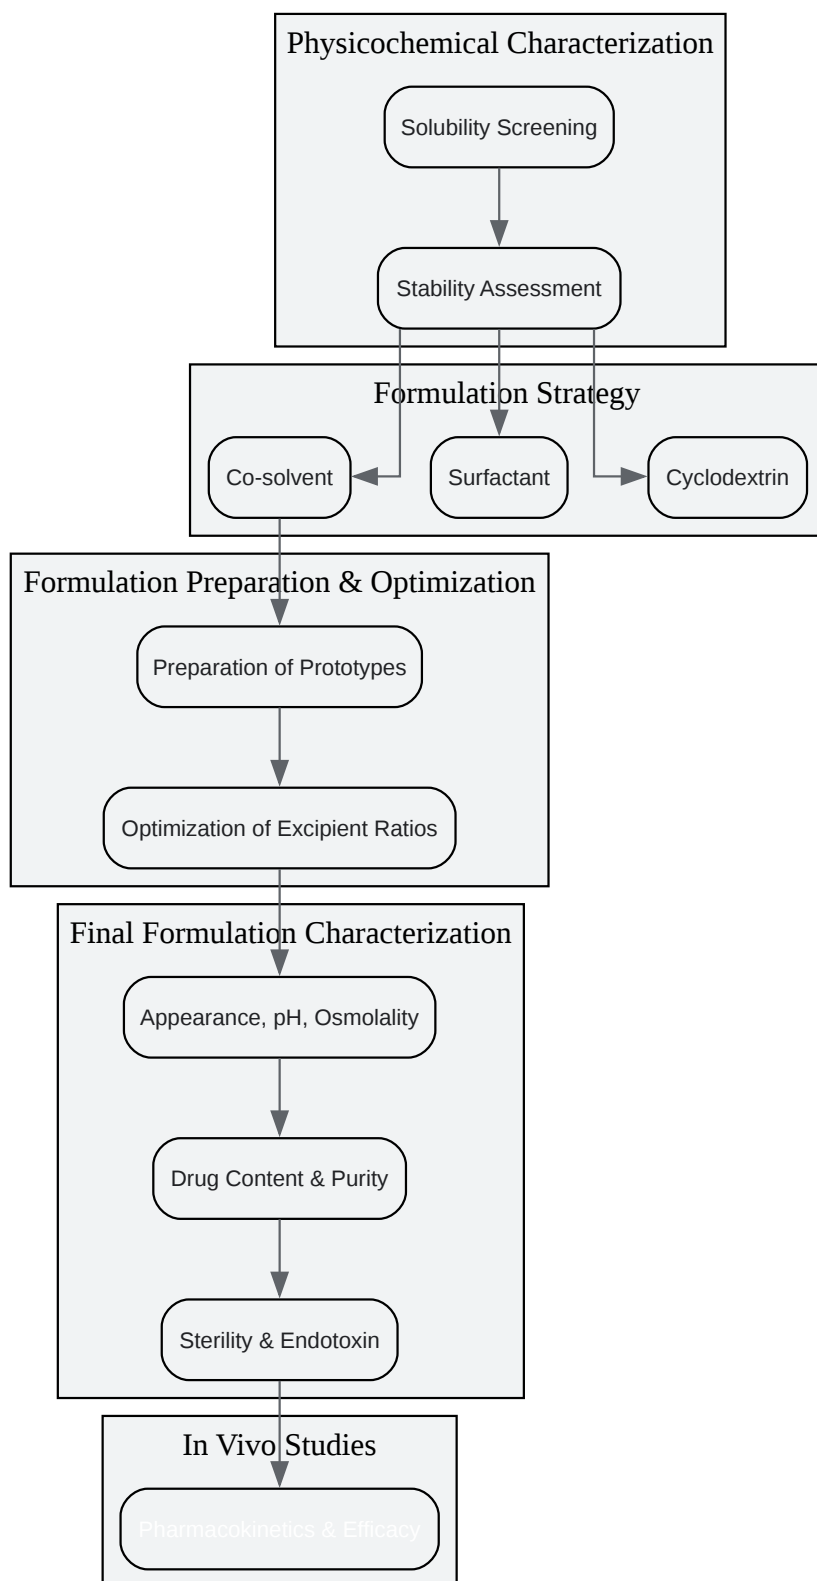 Physicochemical Characterization
Solubility Screening
Stability Assessment
Formulation Strategy
Co-solvent
Surfactant
Cyclodextrin
Formulation Preparation & Optimization
Preparation of Prototypes
Optimization of Excipient Ratios
Final Formulation Characterization
Appearance, pH, Osmolality
Drug Content & Purity
Sterility & Endotoxin
In Vivo Studies
Pharmacokinetics & Efficacy